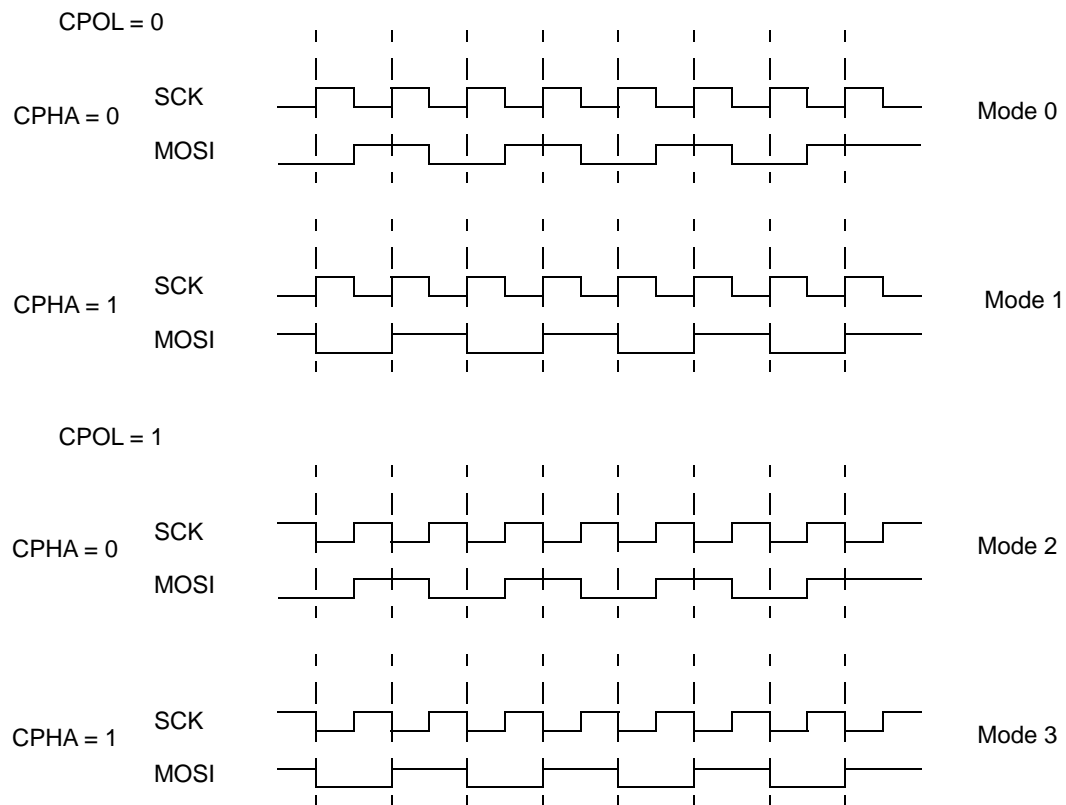 CPOL = 0
SCK
CPHA = 0
Mode 0
MOSI
SCK
CPHA = 1
Mode 1
MOSI
CPOL = 1
SCK
CPHA = 0
Mode 2
MOSI
SCK
CPHA = 1
Mode 3
MOSI